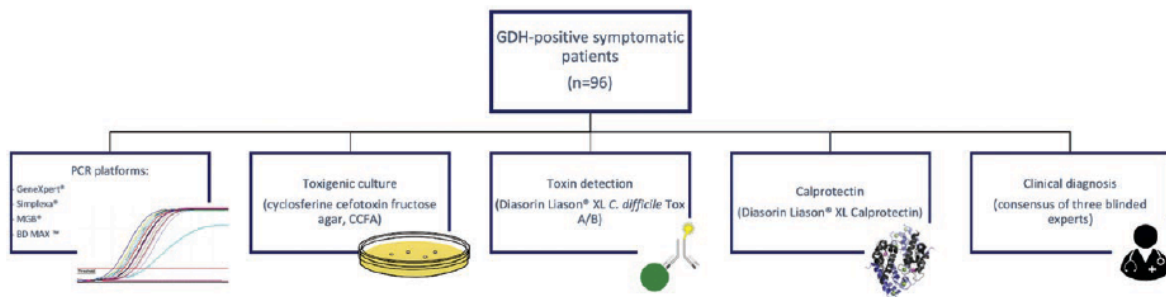 GDH-positive symptomatic
patients
(n=96)
PCR platforms:
- GeneXpert®
- Simplexa®
- MGB®
- BD MAX ™
Toxigenic culture
(cyclosferine cefotoxin fructose
agar, CCFA)
Toxin detection
(Diasorin Liason® XL C. difficile Tox
A/B)
Calprotectin
(Diasorin Liason® XL Calprotectin)
Clinical diagnosis
(consensus of three blinded
experts)